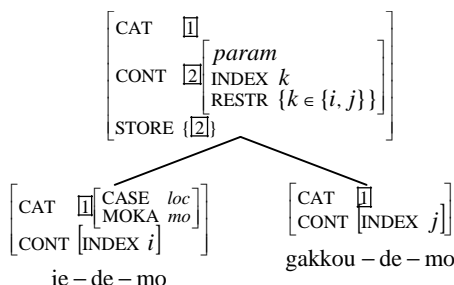 CAT 1
CONT 2 param
INDEX k
RESTR {k ∈ {i, j}}
STORE {2}
CAT 1 CASE loc
MOKA mo
CONT [INDEX i]
ie – de – mo
CAT 1
CONT [INDEX j]
gakkou – de – mo